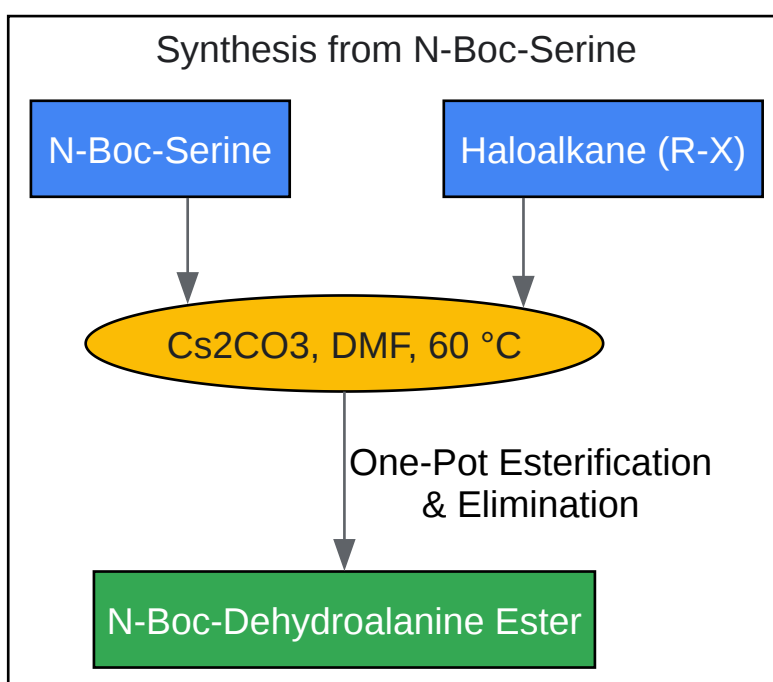 Synthesis from N-Boc-Serine
N-Boc-Serine
Haloalkane (R-X)
Cs2CO3, DMF, 60 °C
One-Pot Esterification
& Elimination
N-Boc-Dehydroalanine Ester